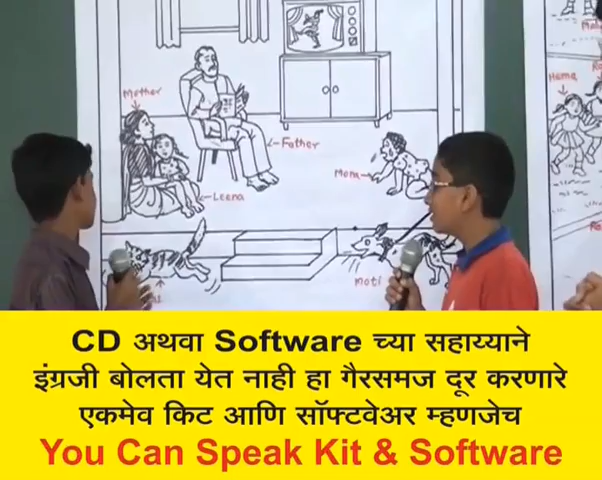 Mother
Father
Leena
Monu
Moti
Hema
CD अथवा Software च्या सहाय्याने
इंग्रजी बोलता येत नाही हा गैरसमज दूर करणारे
एकमेव किट आणि सॉफ्टवेअर म्हणजेच
You Can Speak Kit & Software